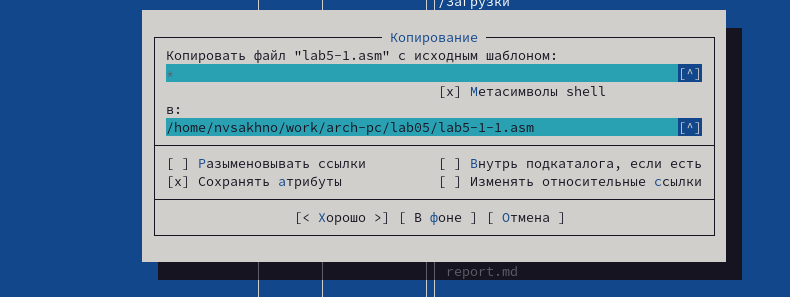 /Загрузки
Копирование
Копировать файл "lab5-1.asm" с исходным шаблоном:
* [^]
[x] Метасимволы shell
в:
/home/nvsakhno/work/arch-pc/lab05/lab5-1-1.asm [^]
[ ] Разыменовывать ссылки [ ] Внутрь подкаталога, если есть
[x] Сохранять атрибуты [ ] Изменять относительные ссылки
[< Хорошо >] [ В фоне ] [ Отмена ]
report.md